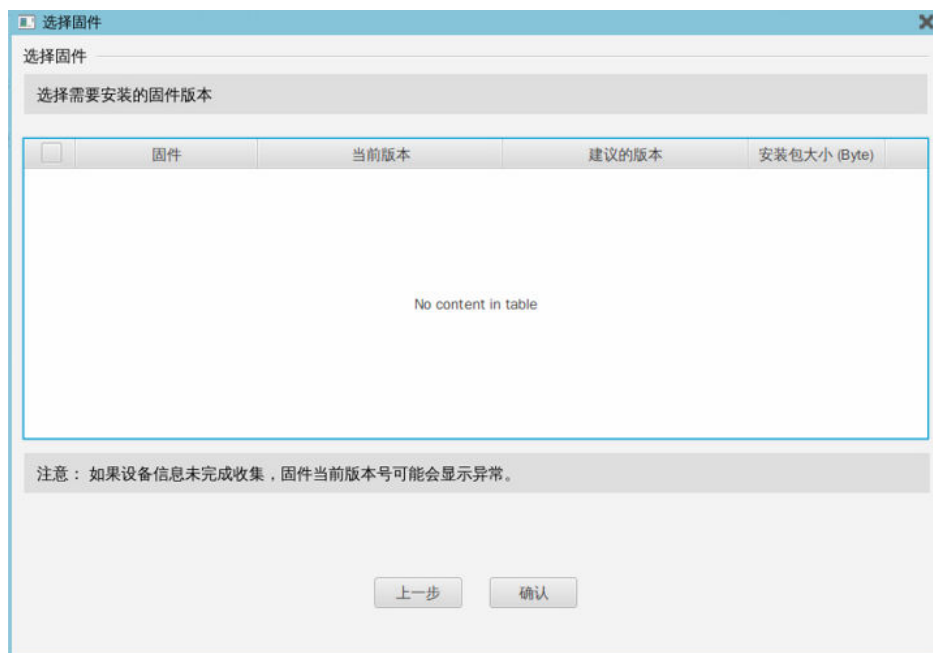 选择固件
选择固件
选择需要安装的固件版本
固件 当前版本 建议的版本 安装包大小 (Byte)
No content in table
注意： 如果设备信息未完成收集，固件当前版本号可能会显示异常。
上一步 确认